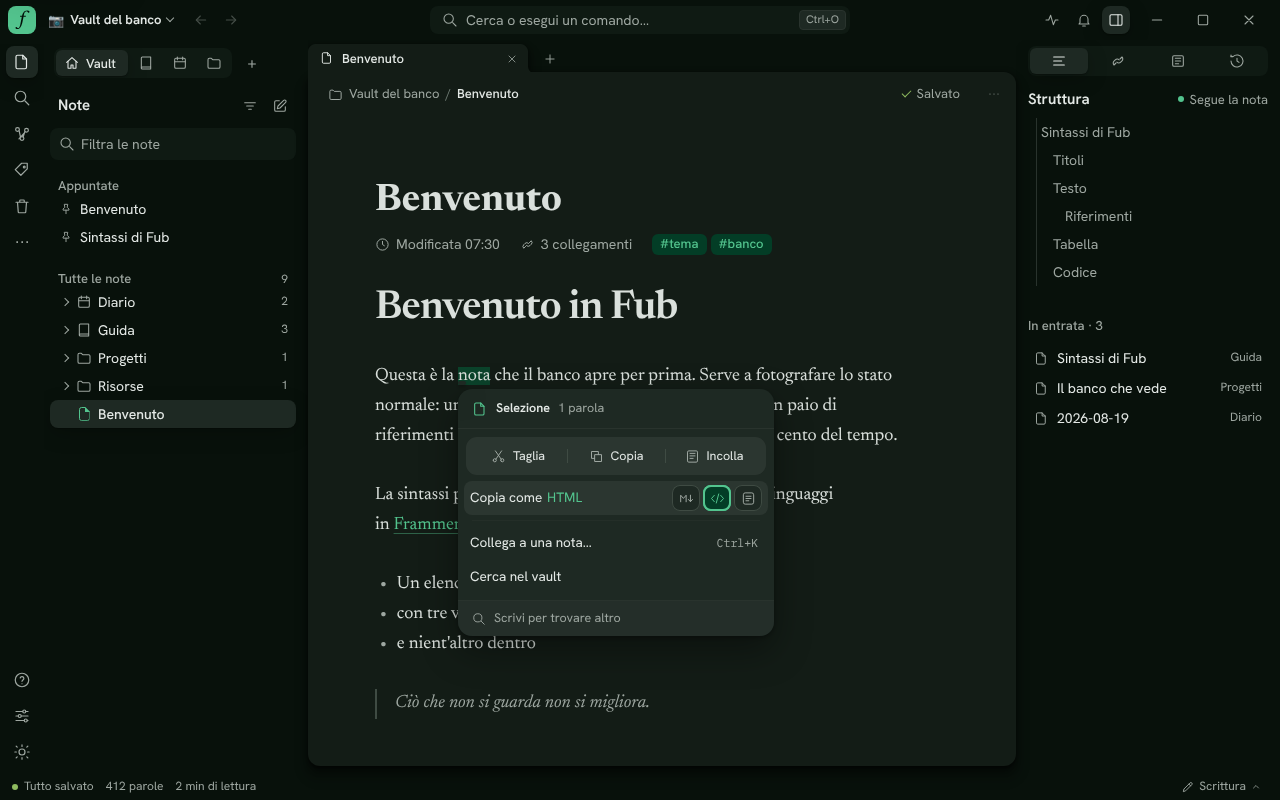 f Vault del banco
Cerca o esegui un comando... Ctrl+O
Vault
Note
Filtra le note
Appuntate
Benvenuto
Sintassi di Fub
Tutte le note 9
Diario 2
Guida 3
Progetti 1
Risorse 1
Benvenuto
Benvenuto
Vault del banco / Benvenuto
Salvato
Benvenuto
Modificata 07:30 3 collegamenti #tema #banco
Benvenuto in Fub
Questa è la nota che il banco apre per prima. Serve a fotografare lo stato
normale: un paio di
riferimenti cento del tempo.
La sintassi linguaggi
in
Un
con tre
e nient'altro dentro
Ciò che non si guarda non si migliora.
Selezione 1 parola
Taglia Copia Incolla
Copia come HTML M↓ </>
Collega a una nota... Ctrl+K
Cerca nel vault
Scrivi per trovare altro
Struttura Segue la nota
Sintassi di Fub
Titoli
Testo
Riferimenti
Tabella
Codice
In entrata · 3
Sintassi di Fub Guida
Il banco che vede Progetti
2026-08-19 Diario
Tutto salvato 412 parole 2 min di lettura
Scrittura